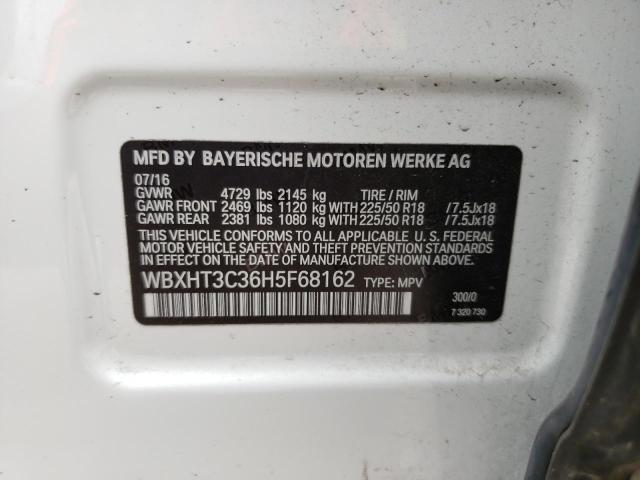 MFD BY BAYERISCHE MOTOREN WERKE AG
07/16
GVWR 4729 lbs 2145 kg TIRE / RIM
GAWR FRONT 2469 lbs 1120 kg WITH 225/50 R18 /7.5Jx18
GAWR REAR 2381 lbs 1080 kg WITH 225/50 R18 /7.5Jx18
THIS VEHICLE CONFORMS TO ALL APPLICABLE U. S. FEDERAL
MOTOR VEHICLE SAFETY AND THEFT PREVENTION STANDARDS
IN EFFECT ON THE DATE OF MANUFACTURE SHOWN ABOVE.
WBXHT3C36H5F68162 TYPE: MPV
300/0
7 320 730